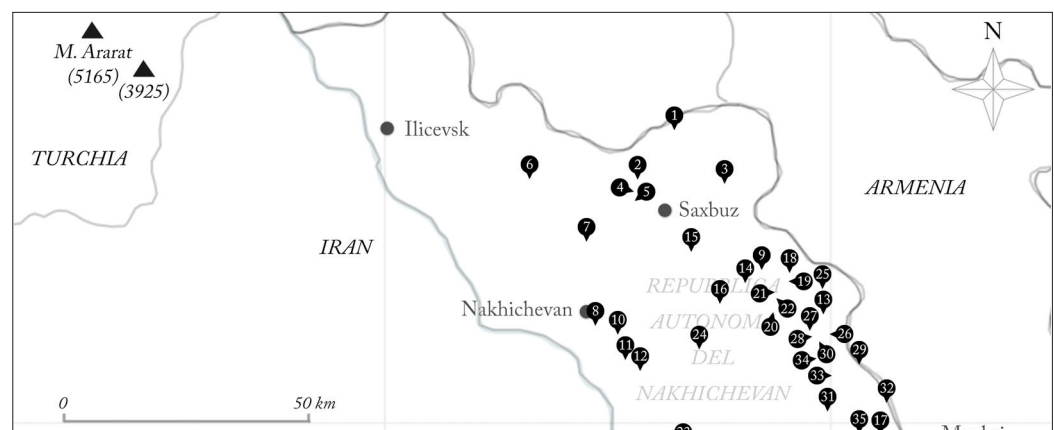 N
M. Ararat
(5165)
(3925)
1
Ilicevsk
TURCHIA
6
2
3
4
5
ARMENIA
Saxbuz
7
15
IRAN
9
18
14
25
19
REPUBBLICA
16
21
13
22
Nakhichevan
8
10
27
AUTONOMA
20
24
26
28
11
29
30
12
DEL
34
33
NAKHICHEVAN
32
31
0
50 km
35
17